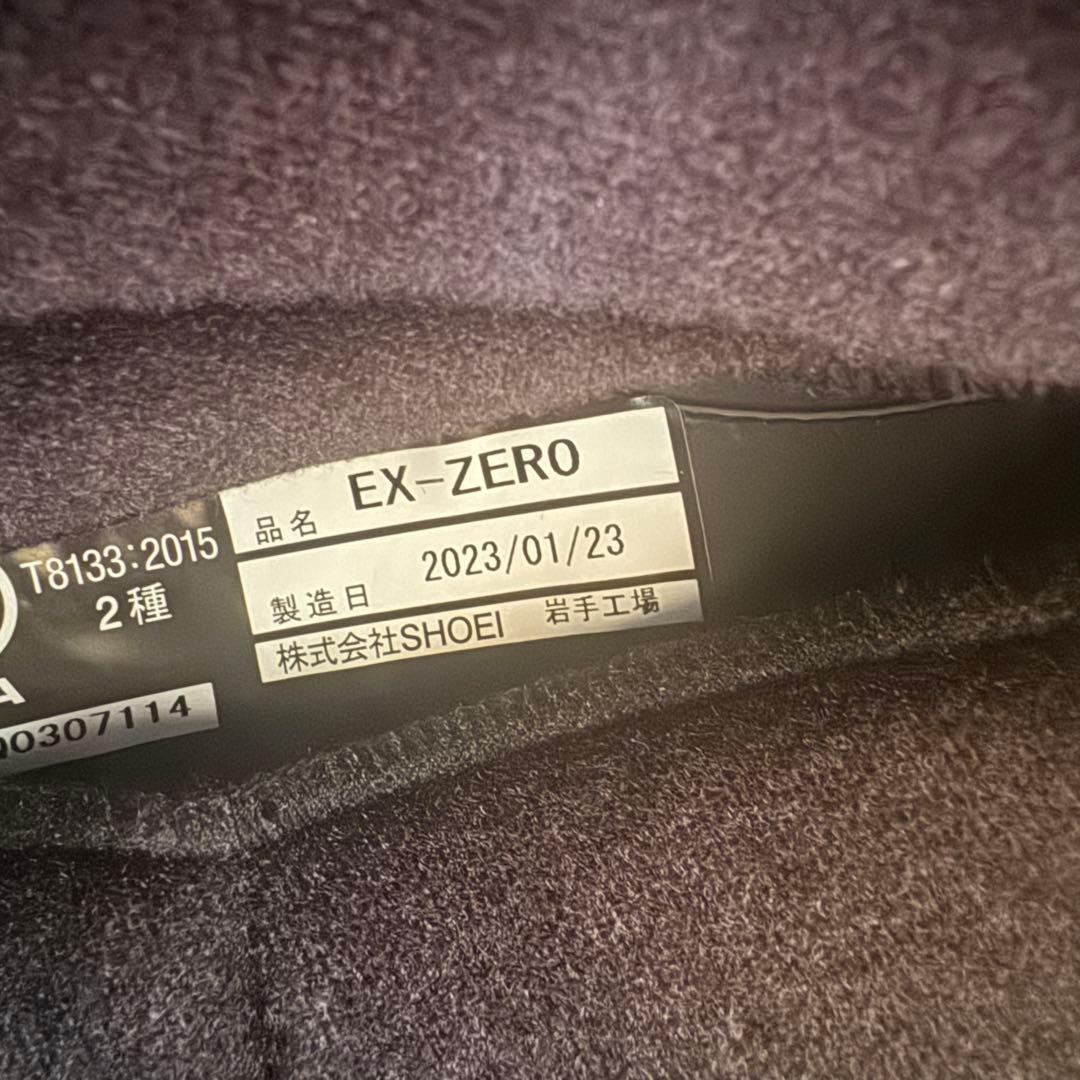 T8133:2015
2種
A
00307114
品名 EX-ZERO
製造日 2023/01/23
株式会社SHOEI 岩手工場